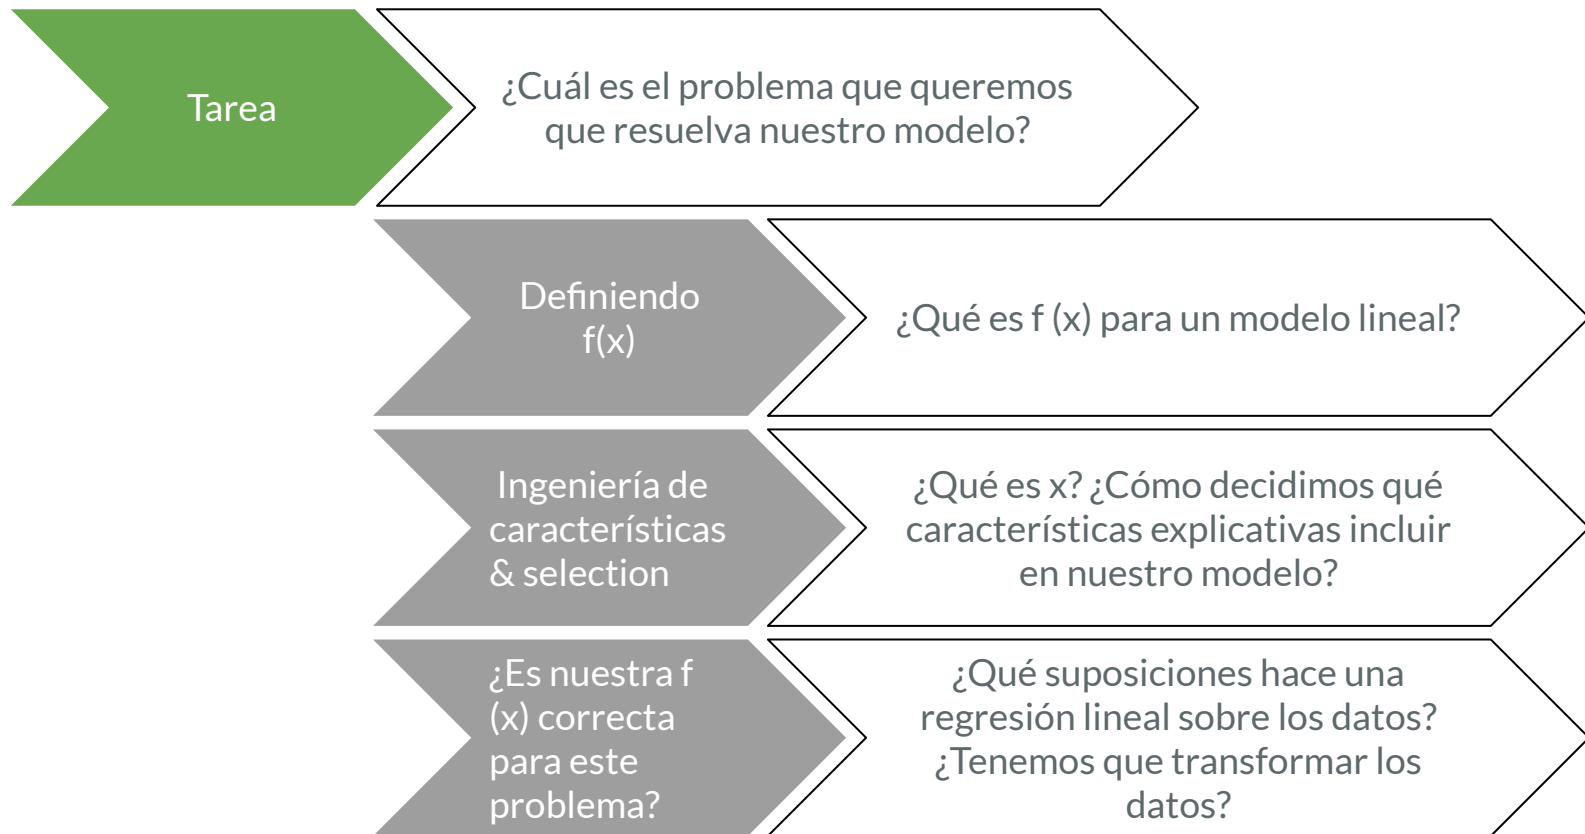 Tarea
¿Cuál es el problema que queremos
que resuelva nuestro modelo?
Definiendo
f(x)
¿Qué es f (x) para un modelo lineal?
Ingeniería de
características
& selection
¿Qué es x? ¿Cómo decidimos qué
características explicativas incluir
en nuestro modelo?
¿Es nuestra f
(x) correcta
para este
problema?
¿Qué suposiciones hace una
regresión lineal sobre los datos?
¿Tenemos que transformar los
datos?